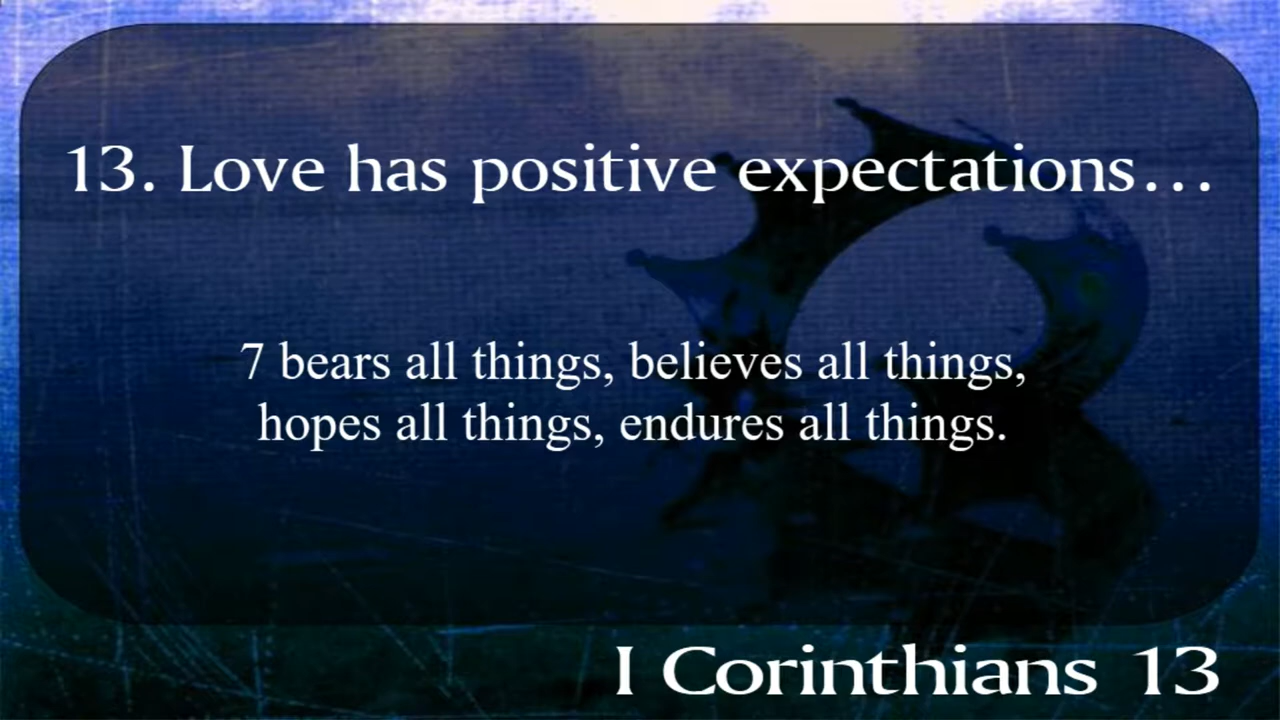 13. Love has positive expectations…
7 bears all things, believes all things,
hopes all things, endures all things.
I Corinthians 13